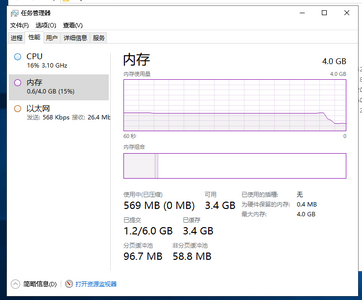 任务管理器
文件(F) 选项(O) 查看(V)
进程 性能 用户 详细信息 服务
CPU
16% 3.10 GHz
内存
0.6/4.0 GB (15%)
以太网
发送: 568 Kbps 接收: 26.4 M
内存 4.0 GB
内存使用量 4.0 GB
60 秒 0
内存组合
使用中(已压缩) 可用
569 MB (0 MB) 3.4 GB
已提交 已缓存
1.2/6.0 GB 3.4 GB
分页缓冲池 非分页缓冲池
96.7 MB 58.8 MB
已使用的插槽: 无
为硬件保留的内存: 0.4 MB
最大内存: 4.0 GB
简略信息(D) 打开资源监视器